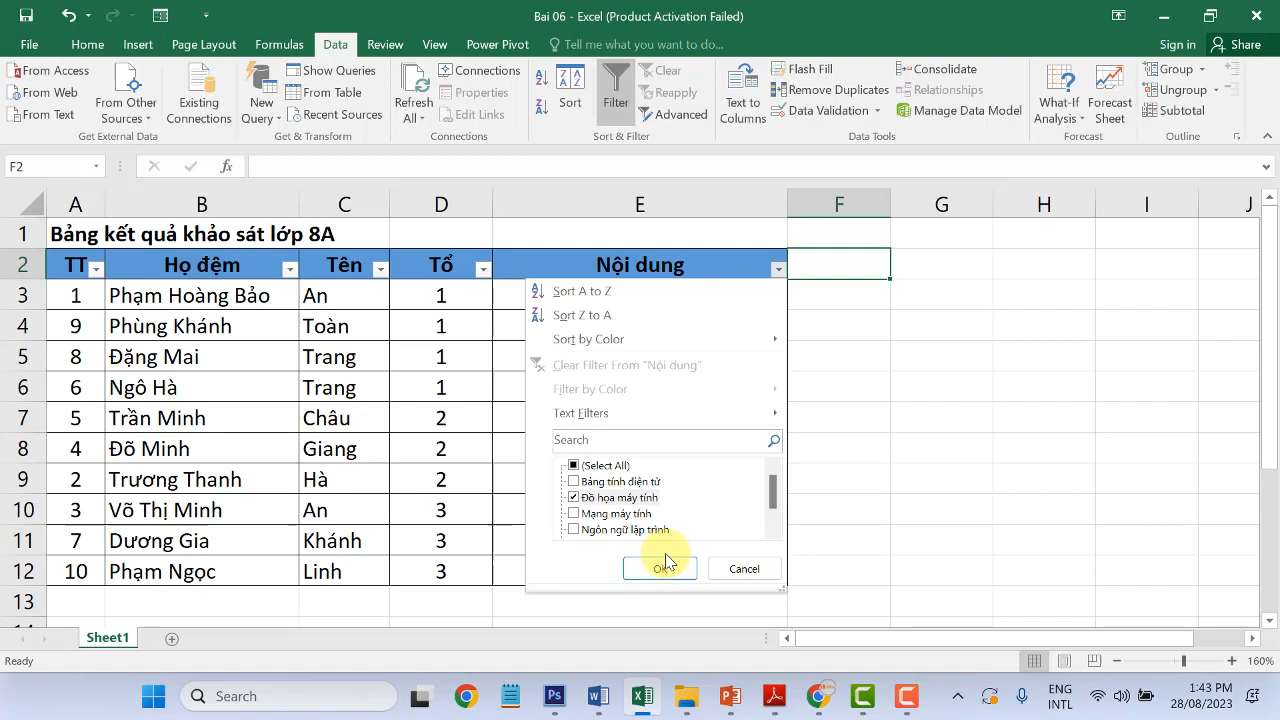 Bai 06 - Excel (Product Activation Failed)
File Home Insert Page Layout Formulas Data Review View Power Pivot Tell me what you want to do... Sign in Share
From Access
From Web
From Text
From Other Sources
Existing Connections
Get External Data
New Query
Show Queries
From Table
Recent Sources
Get & Transform
Refresh All
Connections
Properties
Edit Links
Connections
Sort
Filter
Clear
Reapply
Advanced
Sort & Filter
Text to Columns
Flash Fill
Remove Duplicates
Data Validation
Consolidate
Relationships
Manage Data Model
Data Tools
What-If Analysis
Forecast Sheet
Forecast
Group
Ungroup
Subtotal
Outline
F2 fx
A B C D E F G H I J
1 Bảng kết quả khảo sát lớp 8A
2 TT Họ đệm Tên Tổ Nội dung
3 1 Phạm Hoàng Bảo An 1
4 9 Phùng Khánh Toàn 1
5 8 Đặng Mai Trang 1
6 6 Ngô Hà Trang 1
7 5 Trần Minh Châu 2
8 4 Đỗ Minh Giang 2
9 2 Trương Thanh Hà 2
10 3 Võ Thị Minh An 3
11 7 Dương Gia Khánh 3
12 10 Phạm Ngọc Linh 3
13
Sort A to Z
Sort Z to A
Sort by Color
Clear Filter From "Nội dung"
Filter by Color
Text Filters
Search
(Select All)
Bảng tính điện tử
Đồ họa máy tính
Mạng máy tính
Ngôn ngữ lập trình
OK Cancel
Sheet1
Ready 160%
Search
ENG
INTL
1:43 PM
28/08/2023